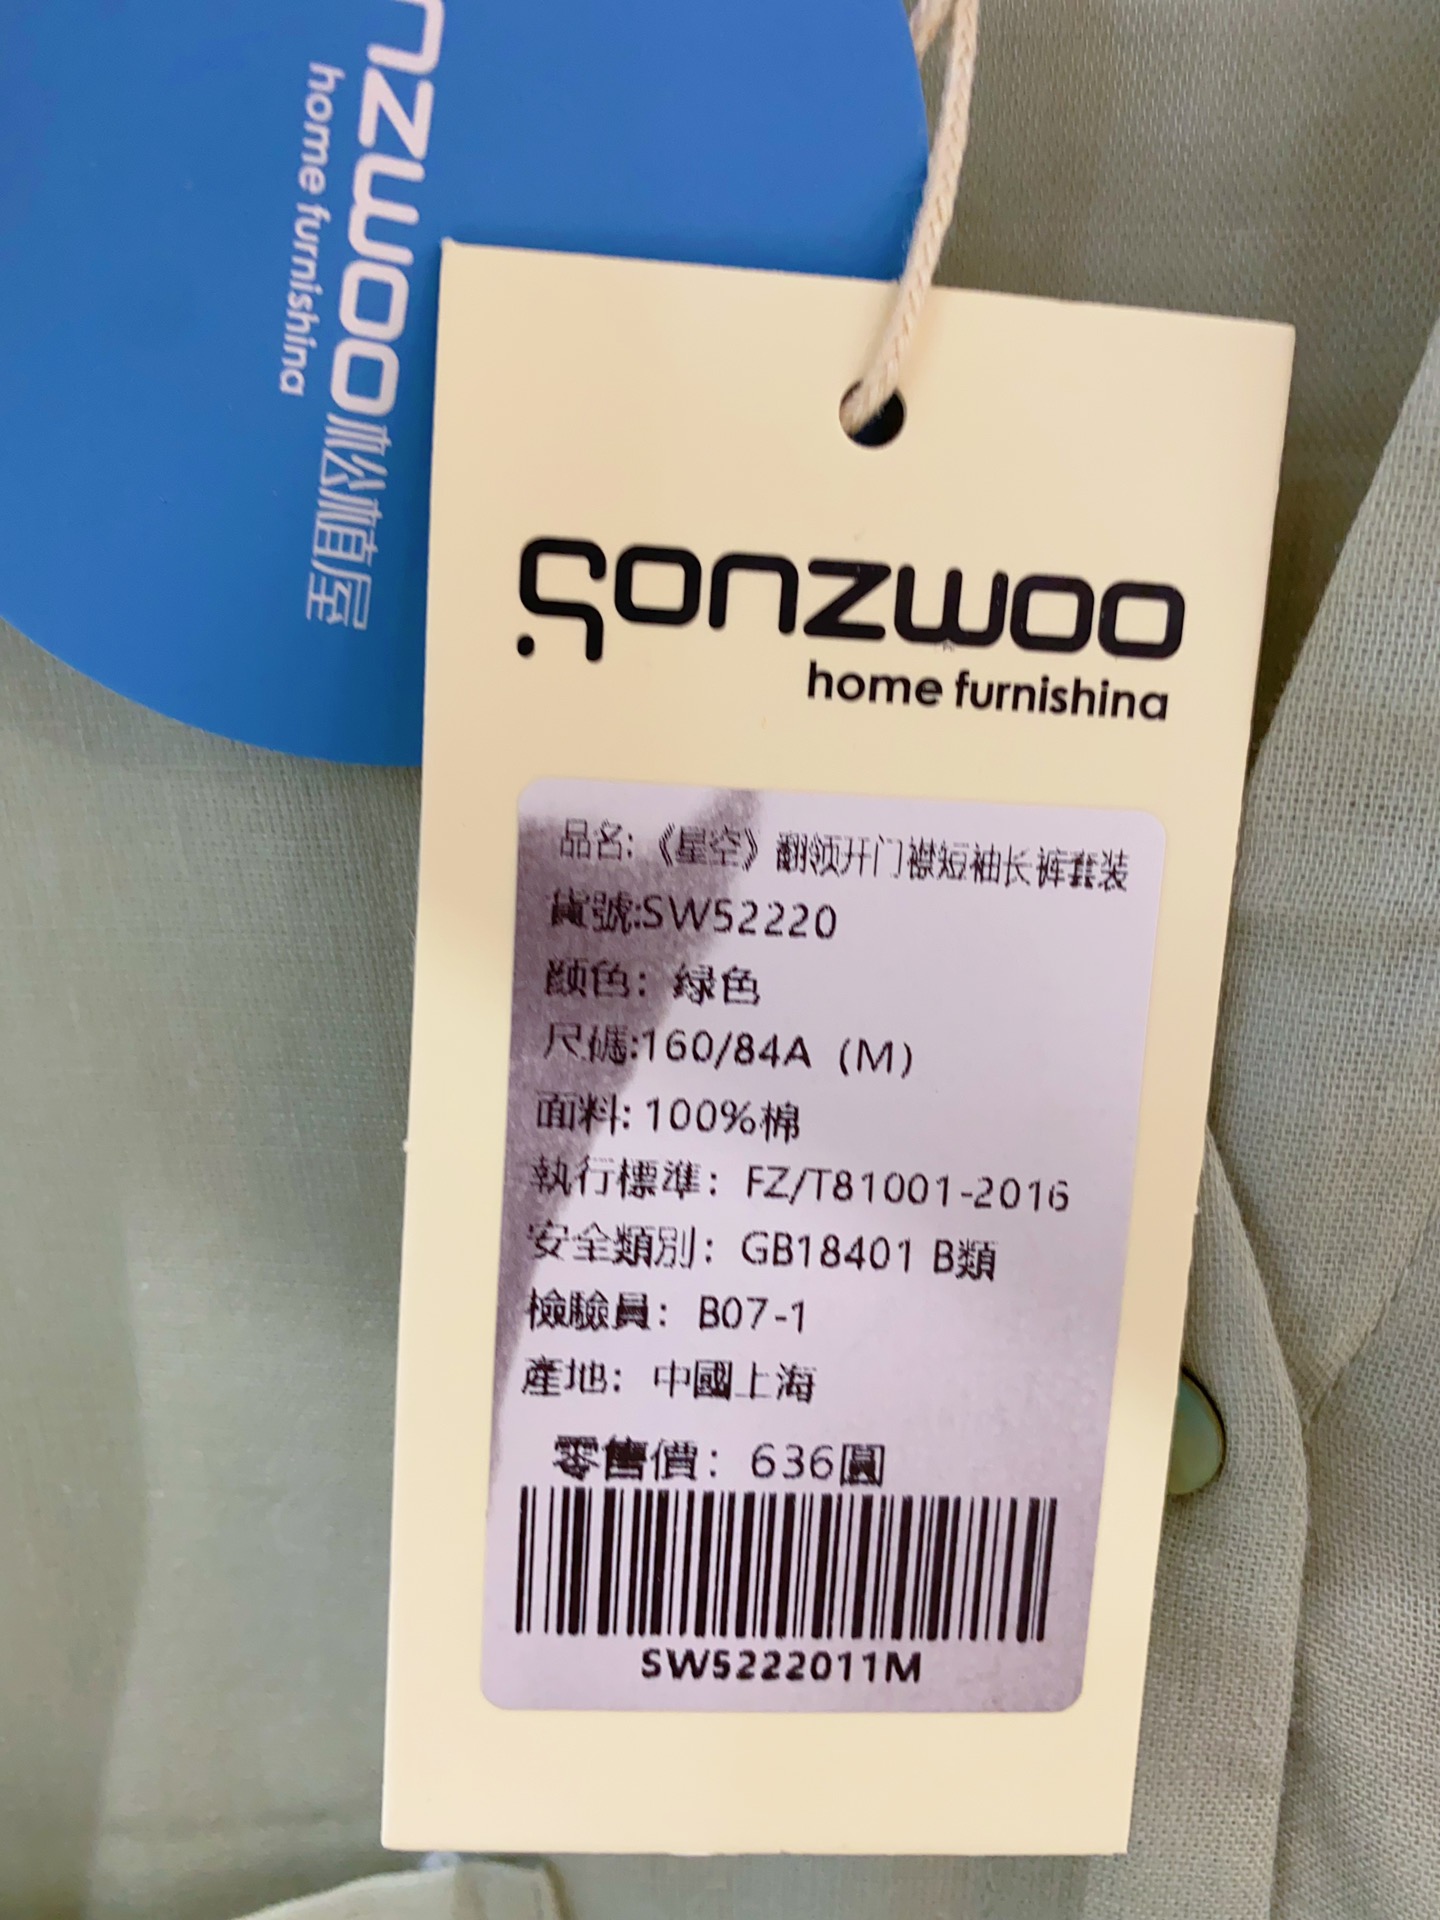 nzwoo松植屋
home furnishina
sonzwoo
home furnishina
品名:《星空》翻领开门襟短袖长裤套装
貨號:SW52220
颜色：绿色
尺碼:160/84A（M）
面料: 100%棉
執行標準：FZ/T81001-2016
安全類別：GB18401 B類
檢驗員：B07-1
產地：中國上海
零售價：636圓
SW5222011M